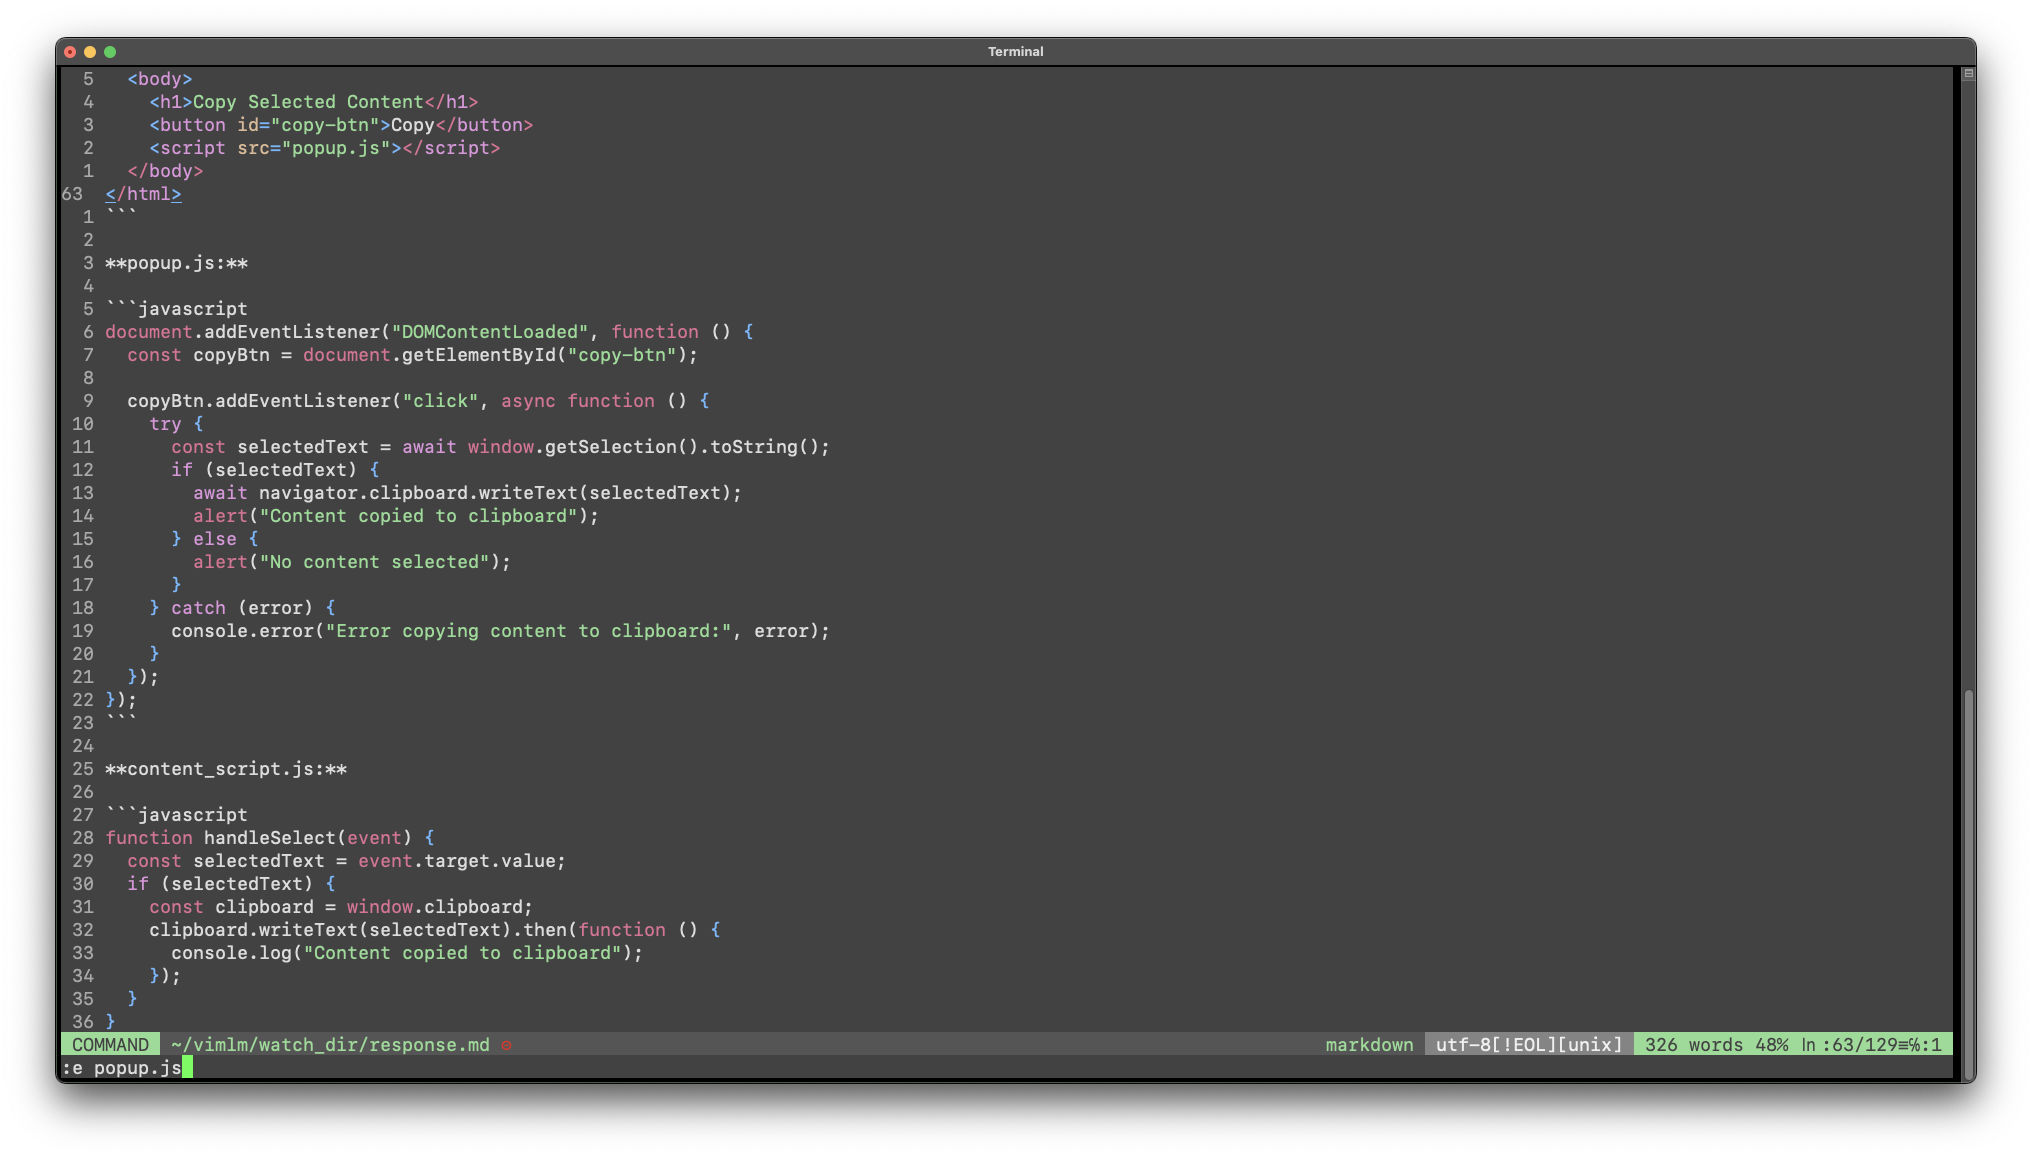 Terminal
5   <body>
4     <h1>Copy Selected Content</h1>
3     <button id="copy-btn">Copy</button>
2     <script src="popup.js"></script>
1   </body>
63  </html>
1 ```
2
3 **popup.js:**
4
5 ```javascript
6 document.addEventListener("DOMContentLoaded", function () {
7   const copyBtn = document.getElementById("copy-btn");
8
9   copyBtn.addEventListener("click", async function () {
10     try {
11       const selectedText = await window.getSelection().toString();
12       if (selectedText) {
13         await navigator.clipboard.writeText(selectedText);
14         alert("Content copied to clipboard");
15       } else {
16         alert("No content selected");
17       }
18     } catch (error) {
19       console.error("Error copying content to clipboard:", error);
20     }
21   });
22 });
23 ```
24
25 **content_script.js:**
26
27 ```javascript
28 function handleSelect(event) {
29   const selectedText = event.target.value;
30   if (selectedText) {
31     const clipboard = window.clipboard;
32     clipboard.writeText(selectedText).then(function () {
33       console.log("Content copied to clipboard");
34     });
35   }
36 }
COMMAND ~/vimlm/watch_dir/response.md markdown utf-8[!EOL][unix] 326 words 48% ln :63/129≡℅:1
:e popup.js